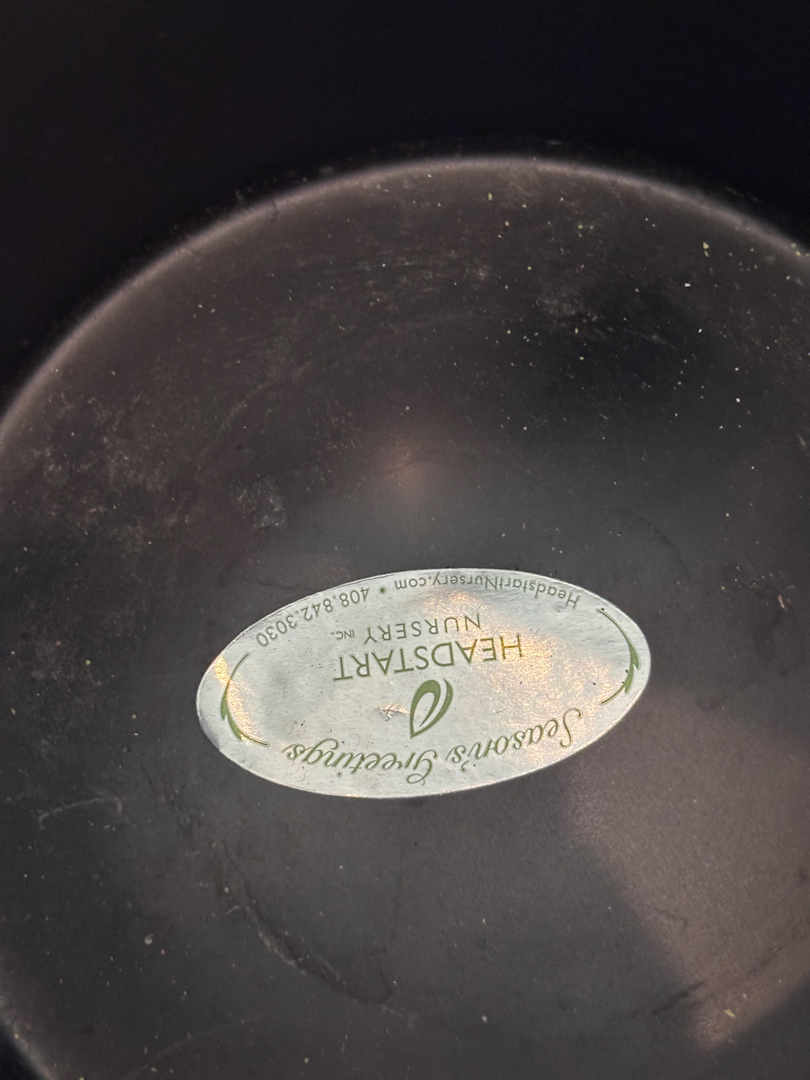 Season's Greetings
HEADSTART
NURSERY INC.
HeadstartNursery.com • 408.842.3030